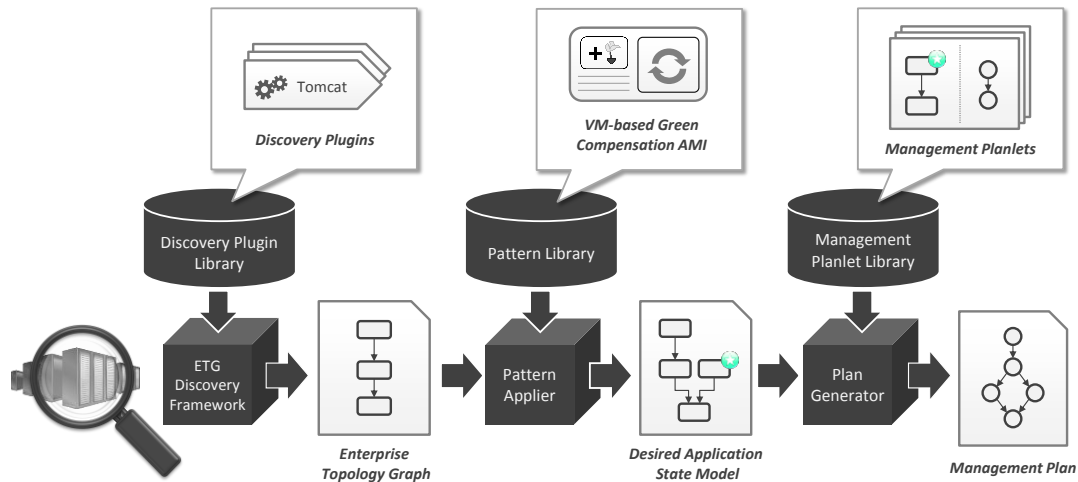 Tomcat
Discovery Plugins
VM-based Green
Compensation AMI
Management Planlets
Discovery Plugin
Library
Pattern Library
Management
Planlet Library
ETG
Discovery
Framework
Enterprise
Topology Graph
Pattern
Applier
Desired Application
State Model
Plan
Generator
Management Plan